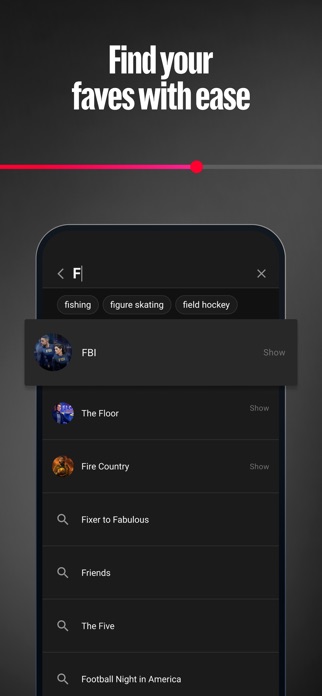 Find your
faves with ease
F
fishing
figure skating
field hockey
FBI
Show
The Floor
Show
Fire Country
Show
Fixer to Fabulous
Friends
The Five
Football Night in America